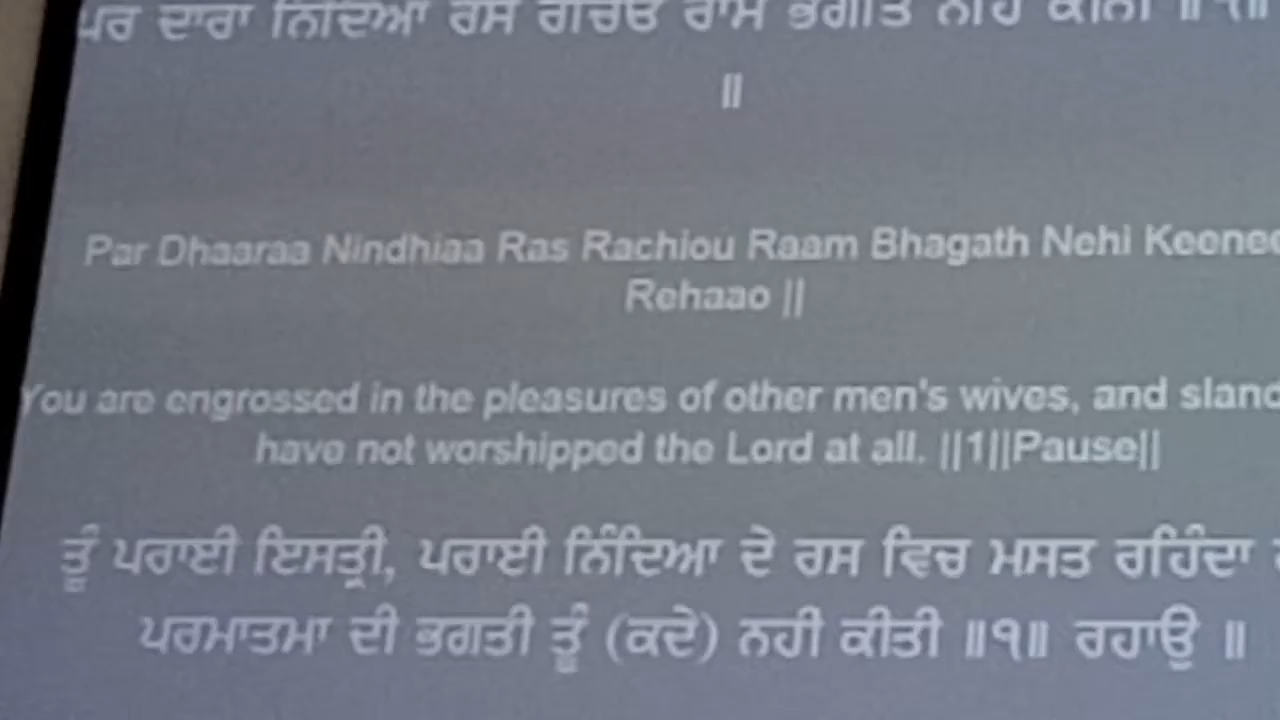 ਪਰ ਦਾਰਾ ਨਿੰਦਿਆ ਰਸ ਰਚਿਓ ਰਾਮ ਭਗਤਿ ਨਹਿ ਕੀਨੀ ॥੧॥
॥
Par Dhaaraa Nindhiaa Ras Rachiou Raam Bhagath Nehi Keenee
Rehaao ||
You are engrossed in the pleasures of other men's wives, and sland
have not worshipped the Lord at all. ||1||Pause||
ਤੂੰ ਪਰਾਈ ਇਸਤ੍ਰੀ, ਪਰਾਈ ਨਿੰਦਿਆ ਦੇ ਰਸ ਵਿਚ ਮਸਤ ਰਹਿੰਦਾ
ਪਰਮਾਤਮਾ ਦੀ ਭਗਤੀ ਤੂੰ (ਕਦੇ) ਨਹੀ ਕੀਤੀ ॥੧॥ ਰਹਾਉ ॥